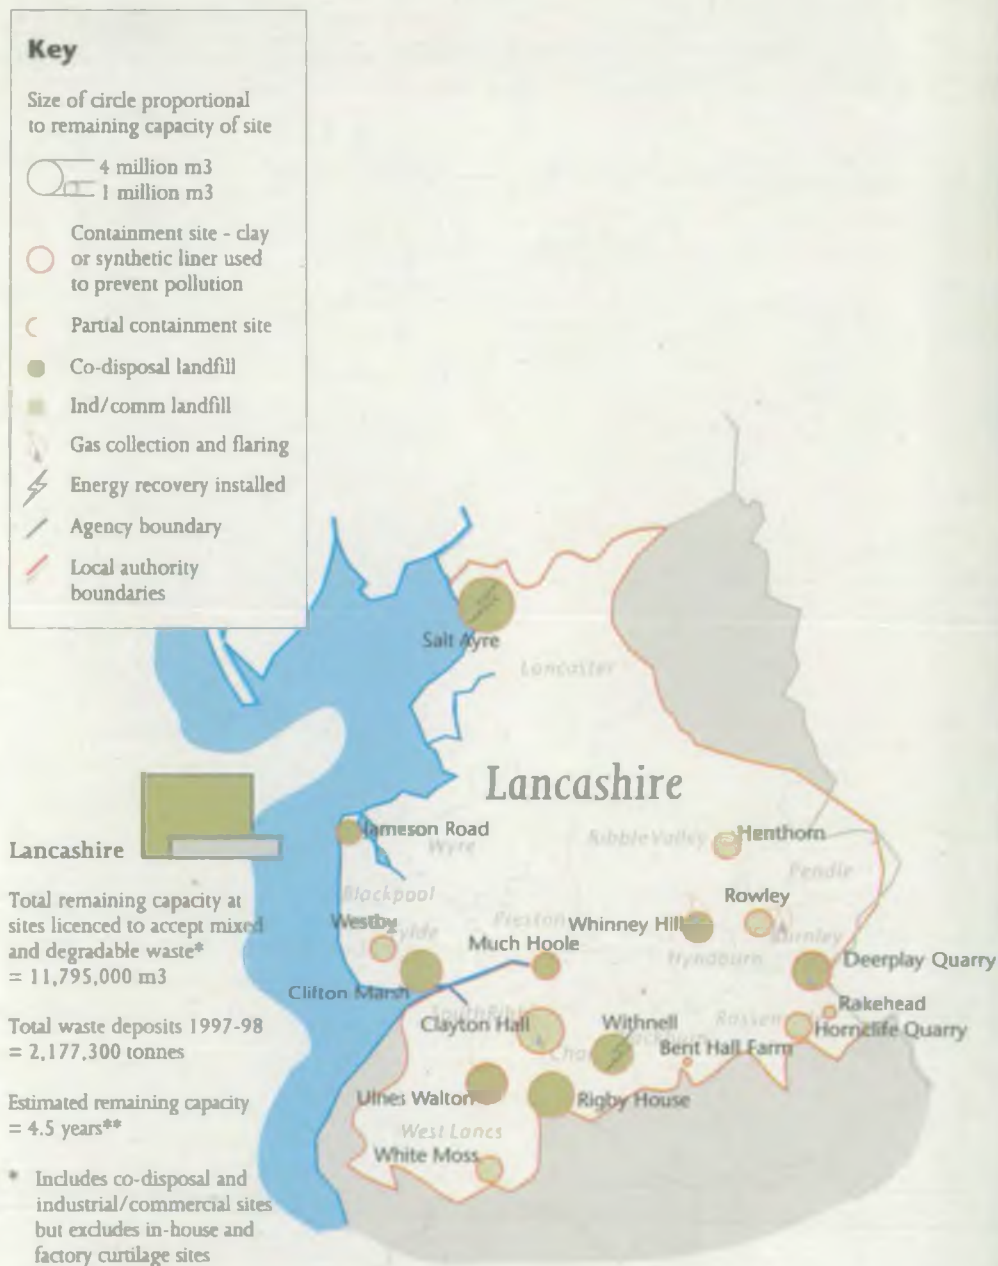 Key
Size of circle proportional
to remaining capacity of site
4 million m3
1 million m3
Containment site - clay
or synthetic liner used
to prevent pollution
Partial containment site
Co-disposal landfill
Ind/comm landfill
Gas collection and flaring
Energy recovery installed
Agency boundary
Local authority
boundaries
Salt Ayre
Lancaster
Lancashire
Jameson Road
Wyre
Ribble Valley
Henthorn
Pendle
Blackpool
Rowley
Westby
Preston
Whinney Hill
Burnley
Much Hoole
Hyndburn
Deerplay Quarry
Clifton Marsh
Rakehead
Clayton Hall
Withnell
Horncliffe Quarry
Bent Hall Farm
Ulnes Walton
Rigby House
West Lancs
White Moss
Lancashire
Total remaining capacity at
sites licenced to accept mixed
and degradable waste*
= 11,795,000 m3
Total waste deposits 1997-98
= 2,177,300 tonnes
Estimated remaining capacity
= 4.5 years**
* Includes co-disposal and
industrial/commercial sites
but excludes in-house and
factory curtilage sites